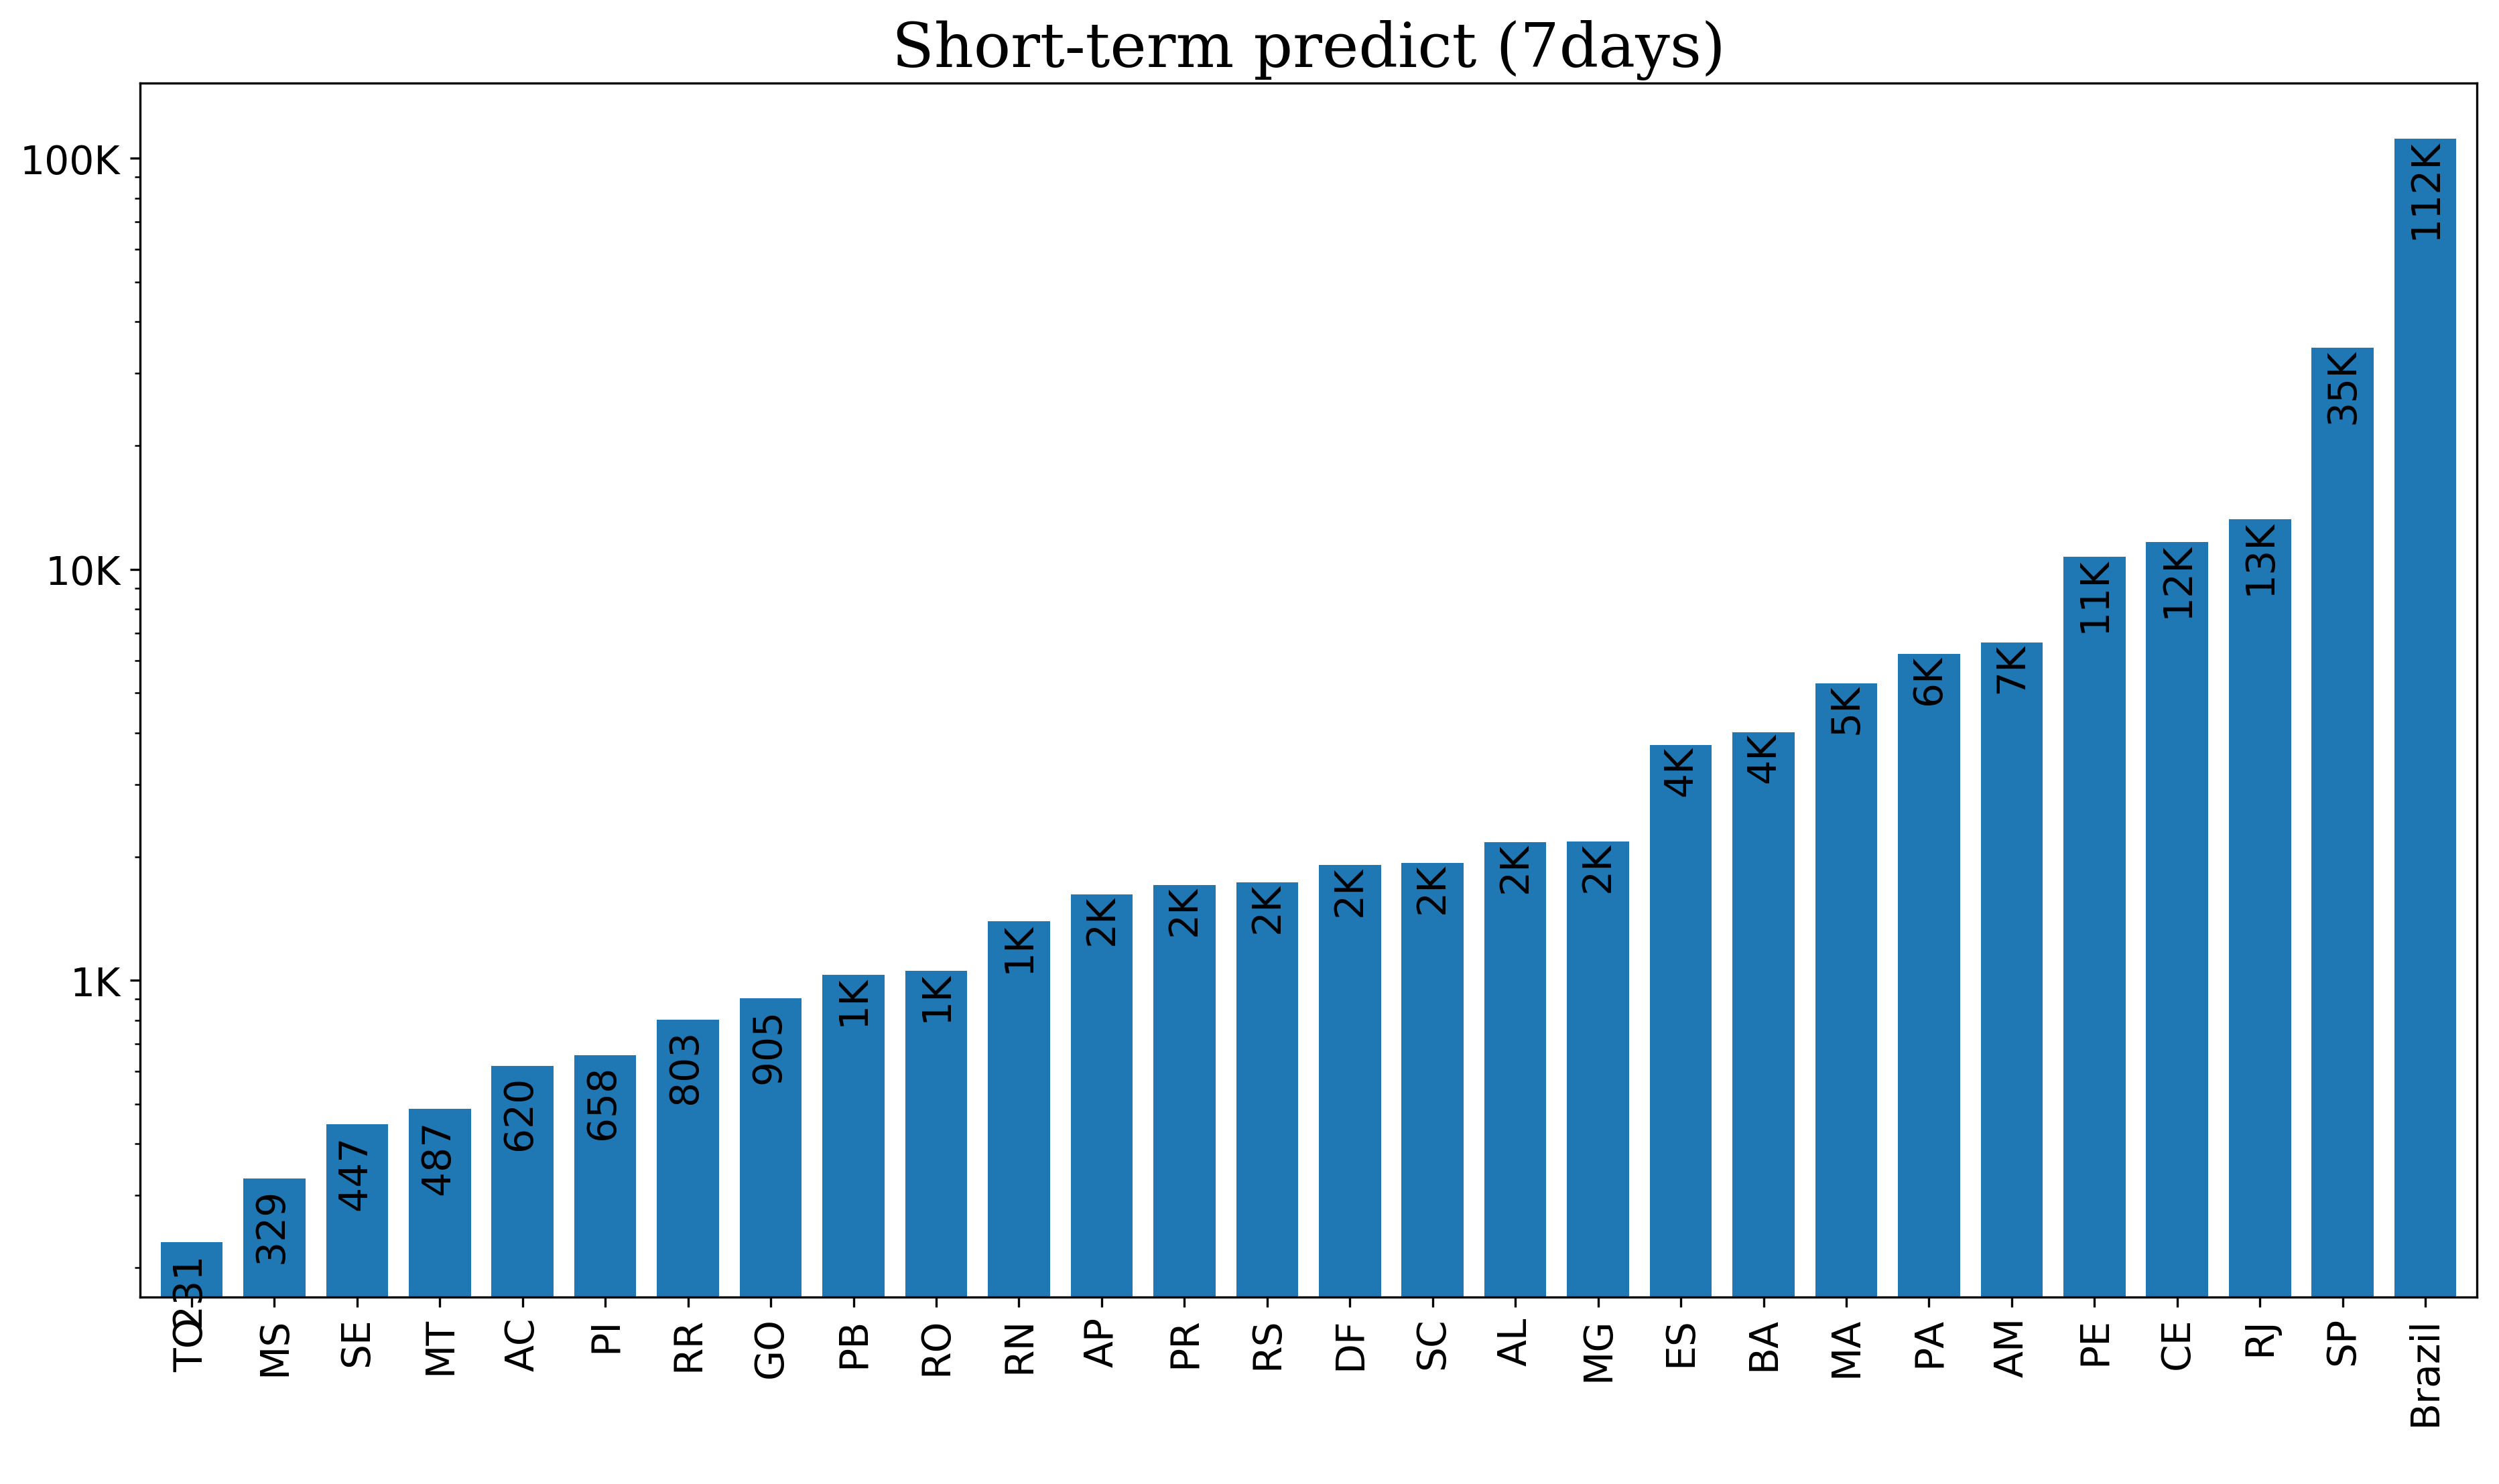 Short-term predict (7days)
100K
10K
1K
231
329
447
487
620
658
803
905
1K
1K
1K
2K
2K
2K
2K
2K
2K
2K
4K
4K
5K
6K
7K
11K
12K
13K
35K
112K
TO
MS
SE
MT
AC
PI
RR
GO
PB
RO
RN
AP
PR
RS
DF
SC
AL
MG
ES
BA
MA
PA
AM
PE
CE
RJ
SP
Brazil